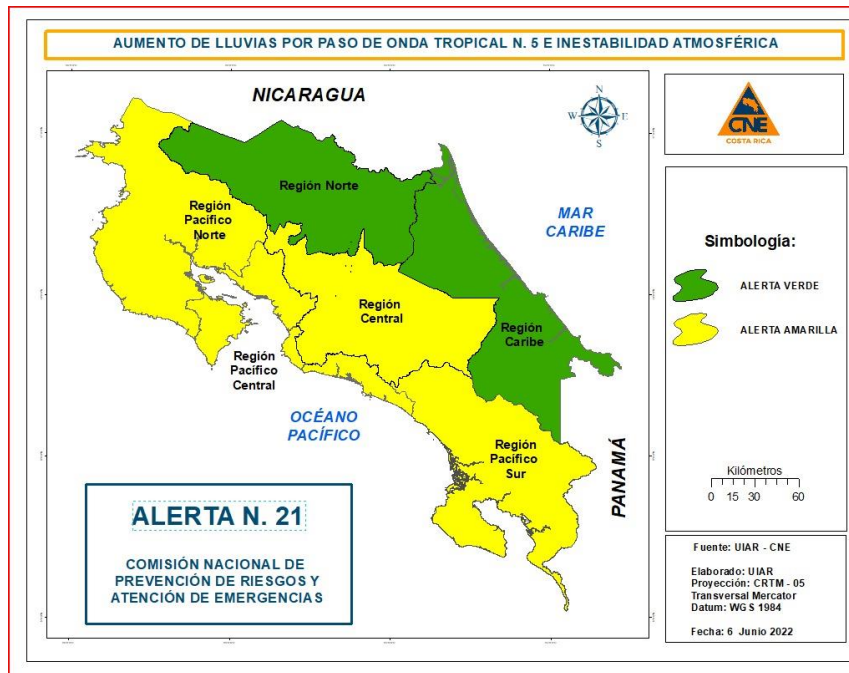 AUMENTO DE LLUVIAS POR PASO DE ONDA TROPICAL N. 5 E INESTABILIDAD ATMOSFÉRICA
NICARAGUA
N
W
E
S
CNE
COSTA RICA
Región Norte
Región
Pacífico
Norte
MAR
CARIBE
Simbología:
ALERTA VERDE
ALERTA AMARILLA
Región
Central
Región
Caribe
Región
Pacífico
Central
OCÉANO
PACÍFICO
Región
Pacífico
Sur
PANAMÁ
Kilómetros
0 15 30 60
ALERTA N. 21
COMISIÓN NACIONAL DE
PREVENCIÓN DE RIESGOS Y
ATENCIÓN DE EMERGENCIAS
Fuente: UIAR - CNE
Elaborado: UIAR
Proyección: CRTM - 05
Transversal Mercator
Datum: WGS 1984
Fecha: 6 Junio 2022